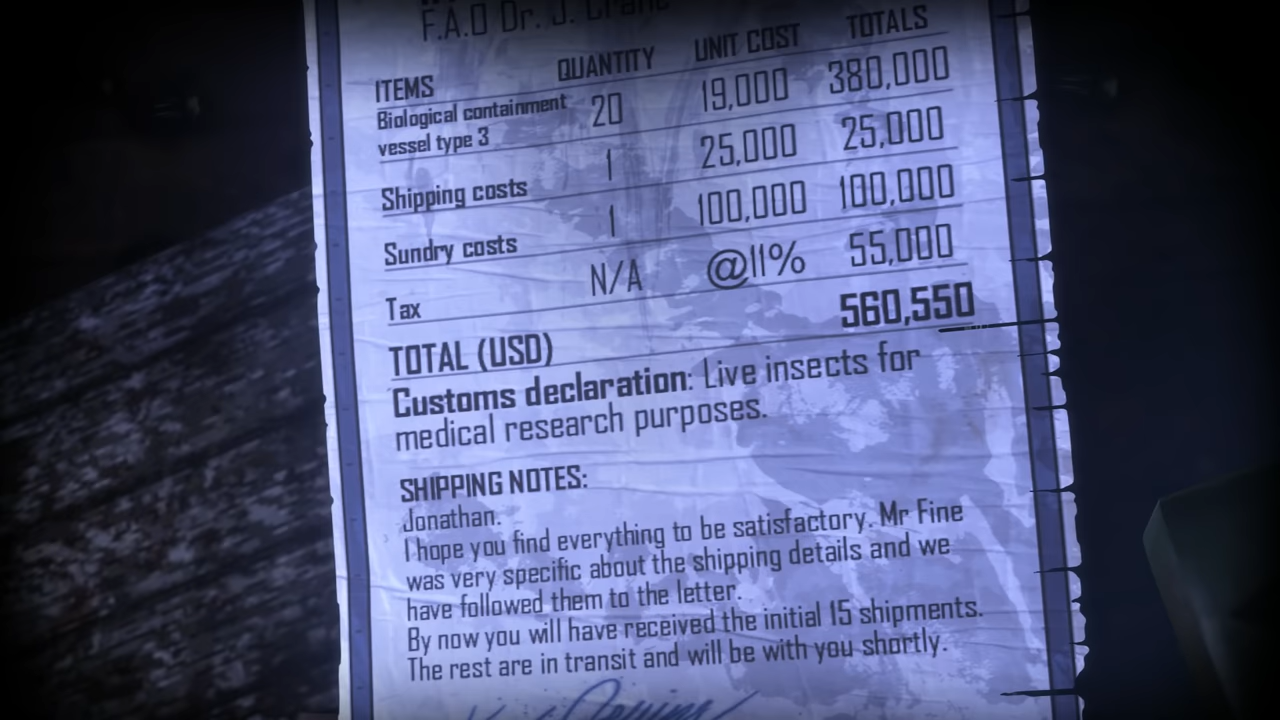 F.A.O Dr. J. Crane
ITEMS QUANTITY UNIT COST TOTALS
Biological containment vessel type 3 20 19,000 380,000
Shipping costs 1 25,000 25,000
Sundry costs 1 100,000 100,000
Tax N/A @11% 55,000
TOTAL (USD) 560,550
Customs declaration: Live insects for
medical research purposes.
SHIPPING NOTES:
Jonathan.
I hope you find everything to be satisfactory. Mr Fine
was very specific about the shipping details and we
have followed them to the letter.
By now you will have received the initial 15 shipments.
The rest are in transit and will be with you shortly.